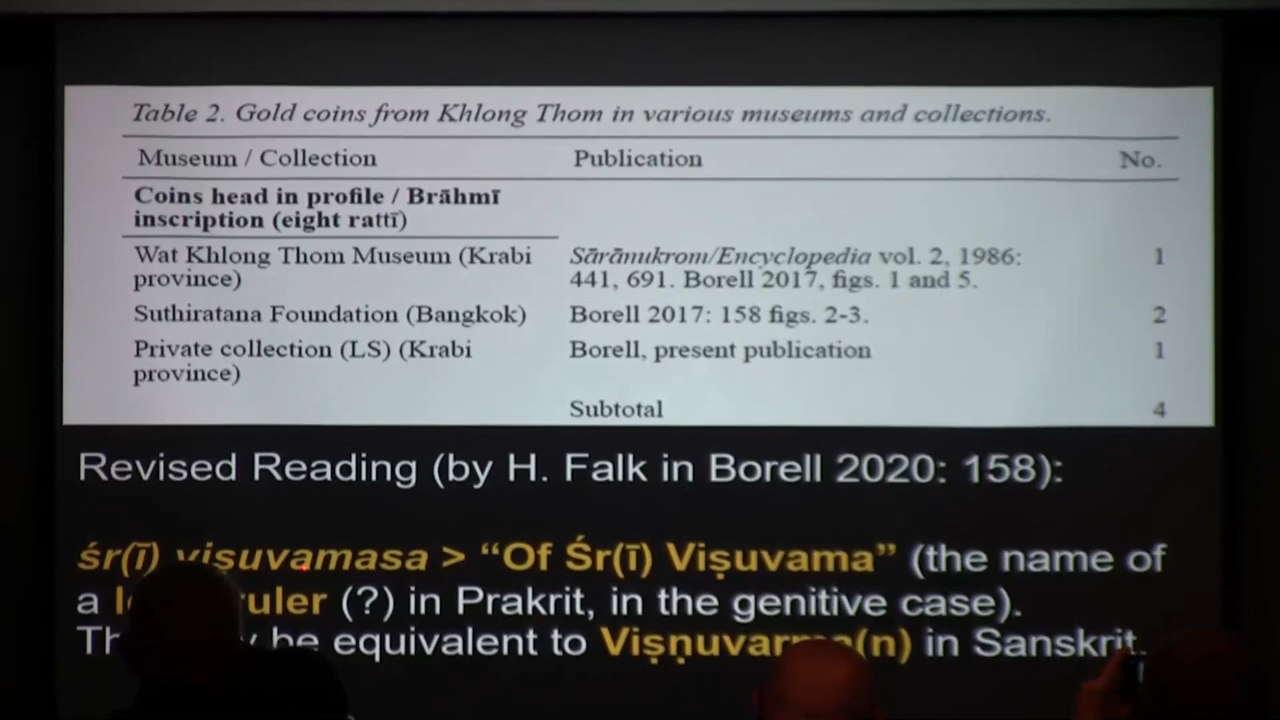 Table 2. Gold coins from Khlong Thom in various museums and collections.
Museum / Collection Publication No.
Coins head in profile / Brāhmī
inscription (eight rattī)
Wat Khlong Thom Museum (Krabi
province)
Sārānukrom/Encyclopedia vol. 2, 1986:
441, 691. Borell 2017, figs. 1 and 5.
1
Suthiratana Foundation (Bangkok) Borell 2017: 158 figs. 2-3. 2
Private collection (LS) (Krabi
province)
Borell, present publication
1
Subtotal 4
Revised Reading (by H. Falk in Borell 2020: 158):
śr(ī) viṣuvamasa > “Of Śr(ī) Viṣuvama” (the name of
a (?) in Prakrit, in the genitive case).
be equivalent to in Sanskrit.